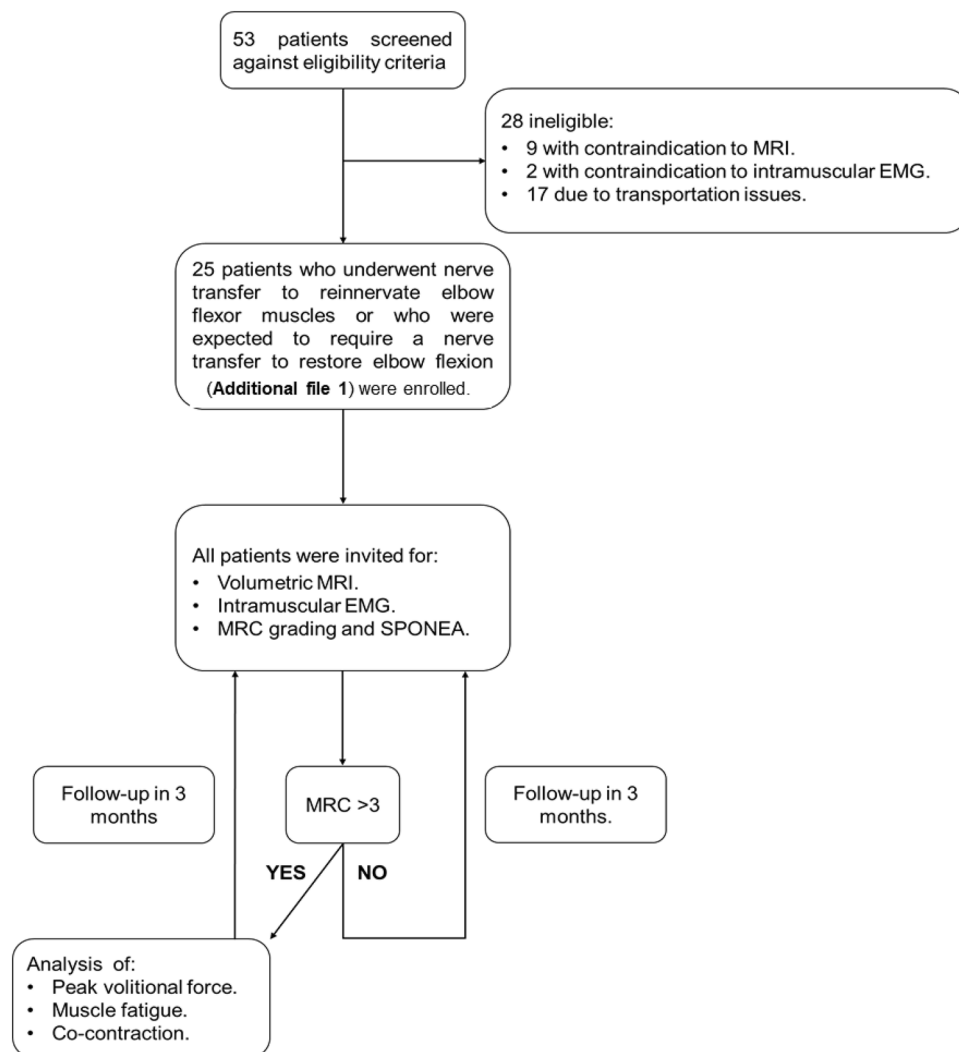 53 patients screened
against eligibility criteria
28 ineligible:
• 9 with contraindication to MRI.
• 2 with contraindication to intramuscular EMG.
• 17 due to transportation issues.
25 patients who underwent nerve
transfer to reinnervate elbow
flexor muscles or who were
expected to require a nerve
transfer to restore elbow flexion
(Additional file 1) were enrolled.
All patients were invited for:
• Volumetric MRI.
• Intramuscular EMG.
• MRC grading and SPONEA.
Follow-up in 3
months
MRC >3
Follow-up in 3
months.
YES
NO
Analysis of:
• Peak volitional force.
• Muscle fatigue.
• Co-contraction.